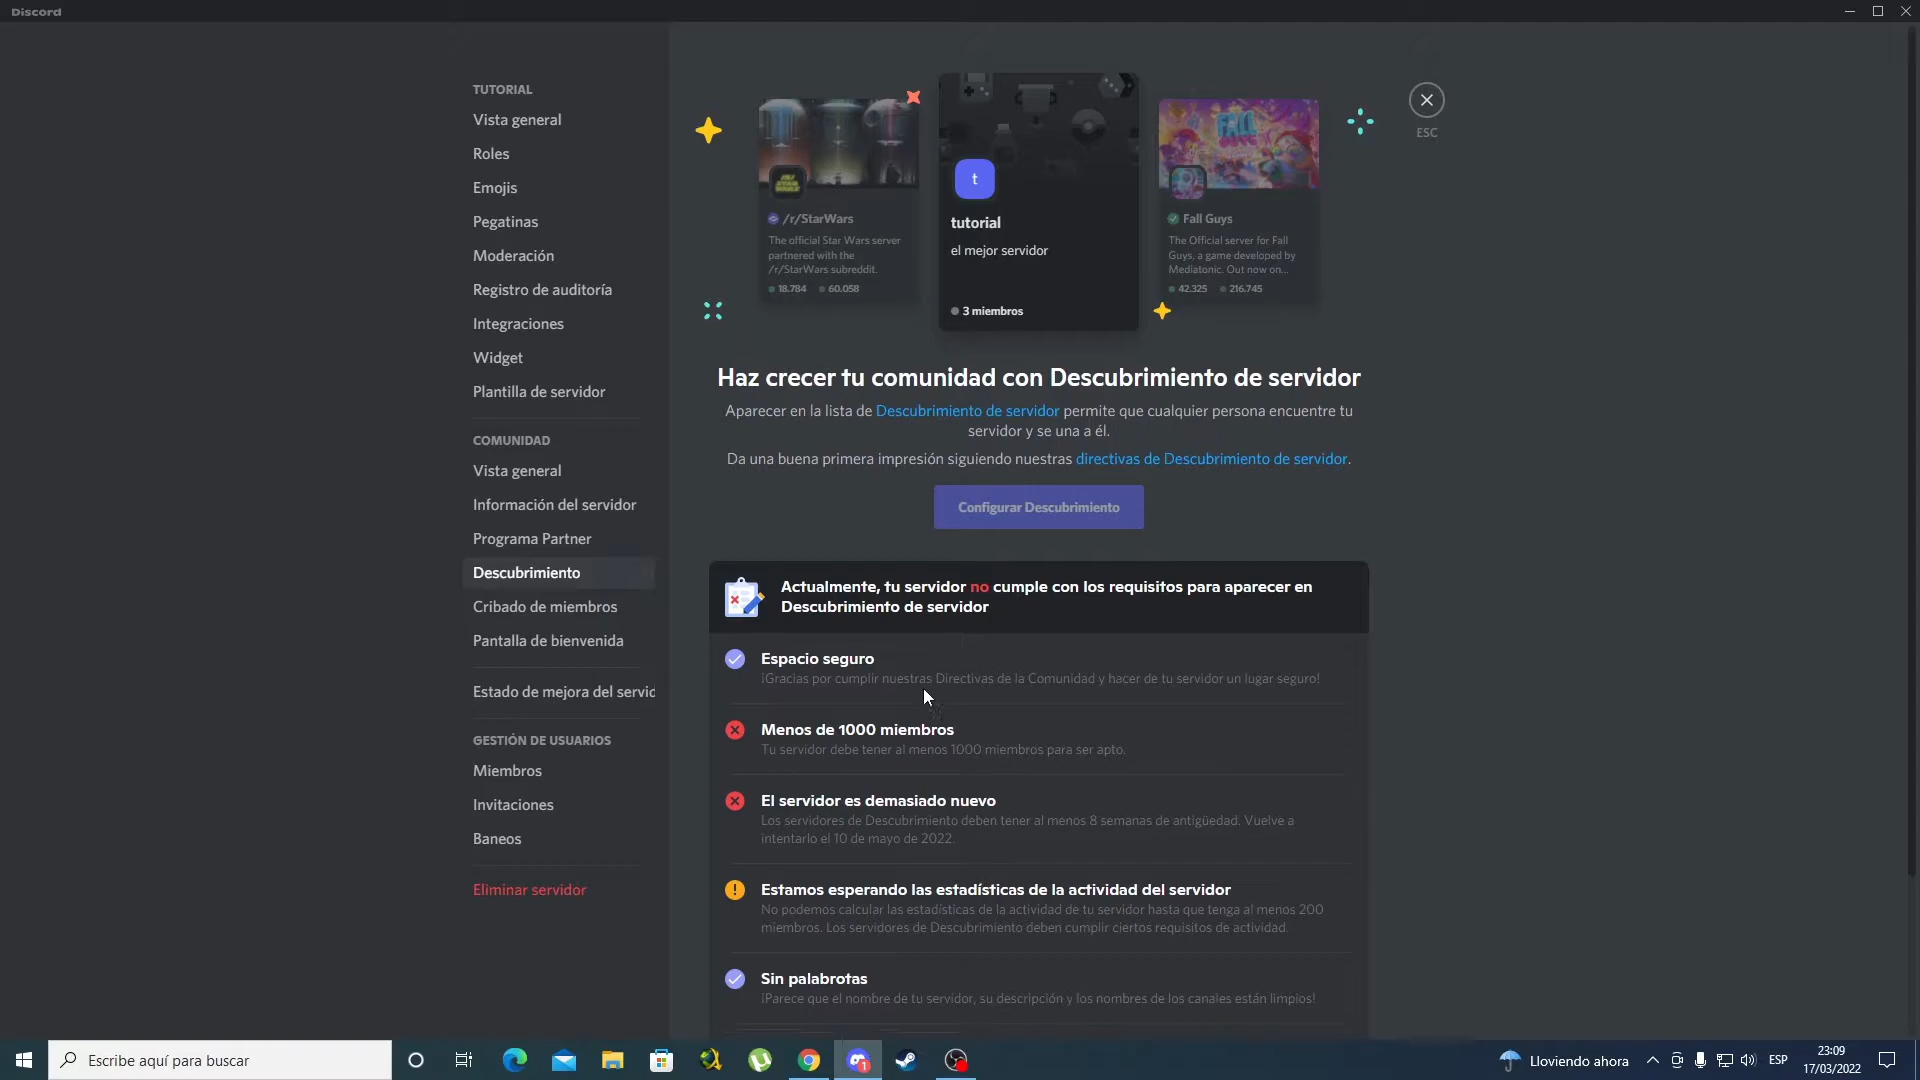 Discord
TUTORIAL
Vista general
Roles
Emojis
Pegatinas
Moderación
Registro de auditoría
Integraciones
Widget
Plantilla de servidor
COMUNIDAD
Vista general
Información del servidor
Programa Partner
Descubrimiento
Cribado de miembros
Pantalla de bienvenida
Estado de mejora del servid
GESTIÓN DE USUARIOS
Miembros
Invitaciones
Baneos
Eliminar servidor
/r/StarWars
The official Star Wars server
partnered with the
/r/StarWars subreddit.
18.784 60.058
t
tutorial
el mejor servidor
3 miembros
FALL
GUYS
Fall Guys
The Official server for Fall
Guys, a game developed by
Mediatonic. Out now on...
42.325 216.745
ESC
Haz crecer tu comunidad con Descubrimiento de servidor
Aparecer en la lista de Descubrimiento de servidor permite que cualquier persona encuentre tu
servidor y se una a él.
Da una buena primera impresión siguiendo nuestras directivas de Descubrimiento de servidor.
Configurar Descubrimiento
Actualmente, tu servidor no cumple con los requisitos para aparecer en
Descubrimiento de servidor
Espacio seguro
¡Gracias por cumplir nuestras Directivas de la Comunidad y hacer de tu servidor un lugar seguro!
Menos de 1000 miembros
Tu servidor debe tener al menos 1000 miembros para ser apto.
El servidor es demasiado nuevo
Los servidores de Descubrimiento deben tener al menos 8 semanas de antigüedad. Vuelve a
intentarlo el 10 de mayo de 2022.
Estamos esperando las estadísticas de la actividad del servidor
No podemos calcular las estadísticas de la actividad de tu servidor hasta que tenga al menos 200
miembros. Los servidores de Descubrimiento deben cumplir ciertos requisitos de actividad.
Sin palabrotas
¡Parece que el nombre de tu servidor, su descripción y los nombres de los canales están limpios!
Escribe aquí para buscar
1
Lloviendo ahora
ESP
23:09
17/03/2022